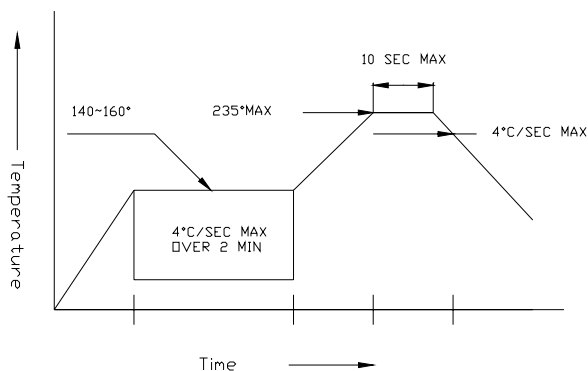 10 SEC MAX
140~160°
235°MAX
4°C/SEC MAX
4°C/SEC MAX
OVER 2 MIN
Temperature
Time